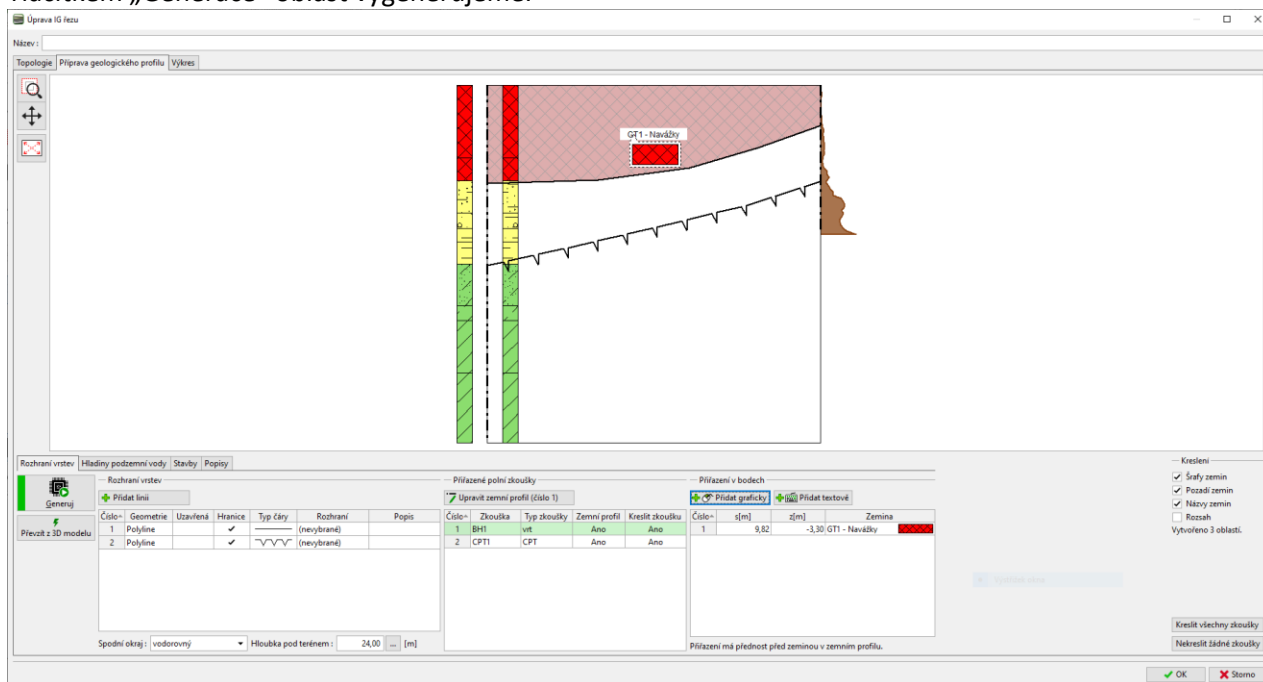 Tlačítkem „Generace“ oblast vygenerujeme.
Úprava IG řezu
Název :
Topologie Příprava geologického profilu Výkres
GT1 - Navážky
Rozhraní vrstev Hladiny podzemní vody Stavby Popisy
Generuj
Převzít z 3D modelu
Rozhraní vrstev
Přidat linii
Číslo Geometrie Uzavřená Hranice Typ čáry Rozhraní Popis
1 Polyline (nevybrané)
2 Polyline (nevybrané)
Spodní okraj : vodorovný Hloubka pod terénem : 24,00 ... [m]
Přiřazené polní zkoušky
Upravit zemní profil (číslo 1)
Číslo Zkouška Typ zkoušky Zemní profil Kreslit zkoušku
1 BH1 vrt Ano Ano
2 CPT1 CPT Ano Ano
Přiřazení v bodech
Přidat graficky Přidat textově
Číslo s[m] z[m] Zemina
1 9,82 -3,30 GT1 - Navážky
Přiřazení má přednost před zeminou v zemním profilu.
Kreslení
Šrafy zemin
Pozadí zemin
Názvy zemin
Rozsah
Vytvořeno 3 oblastí.
Kreslit všechny zkoušky
Nekreslit žádné zkoušky
OK Storno